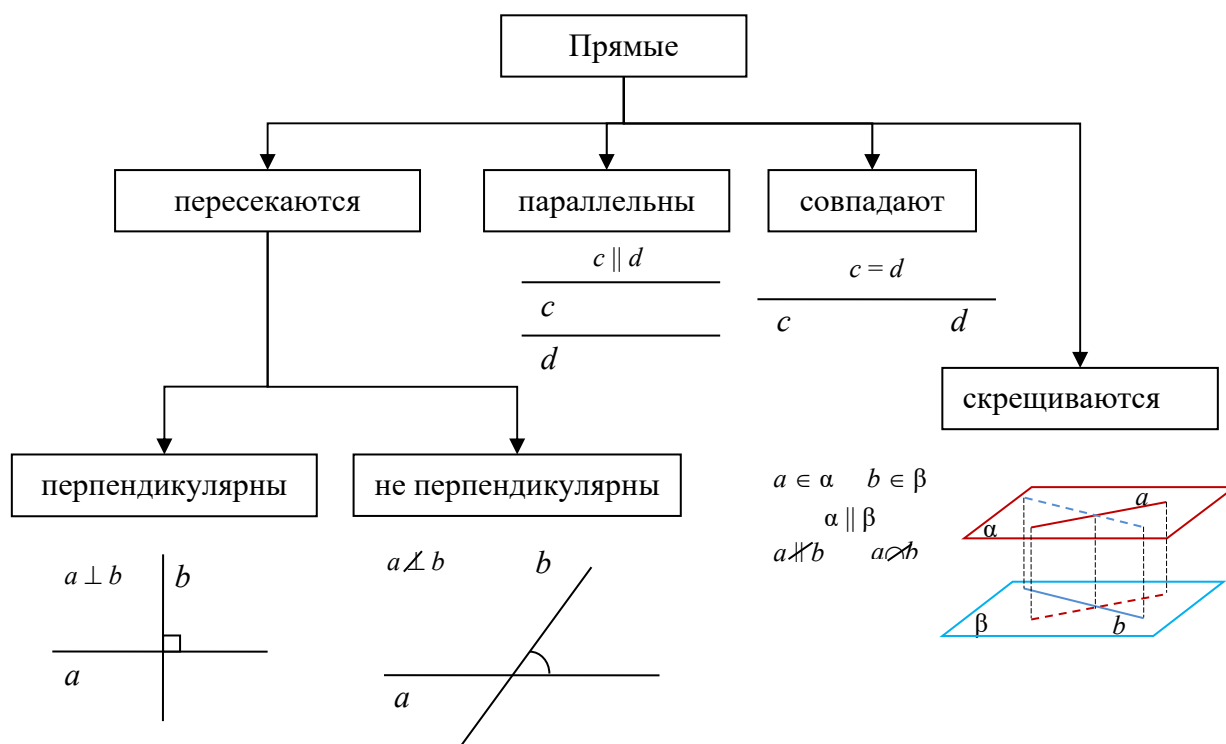 Прямые
пересекаются
параллельны
совпадают
c || d
c = d
c
d
c d
скрещиваются
перпендикулярны
не перпендикулярны
a ∈ α b ∈ β
α || β
a ∦ b a ∩̸ b
a
α
β
b
a ⊥ b
b
a
a ⊥̸ b
b
a